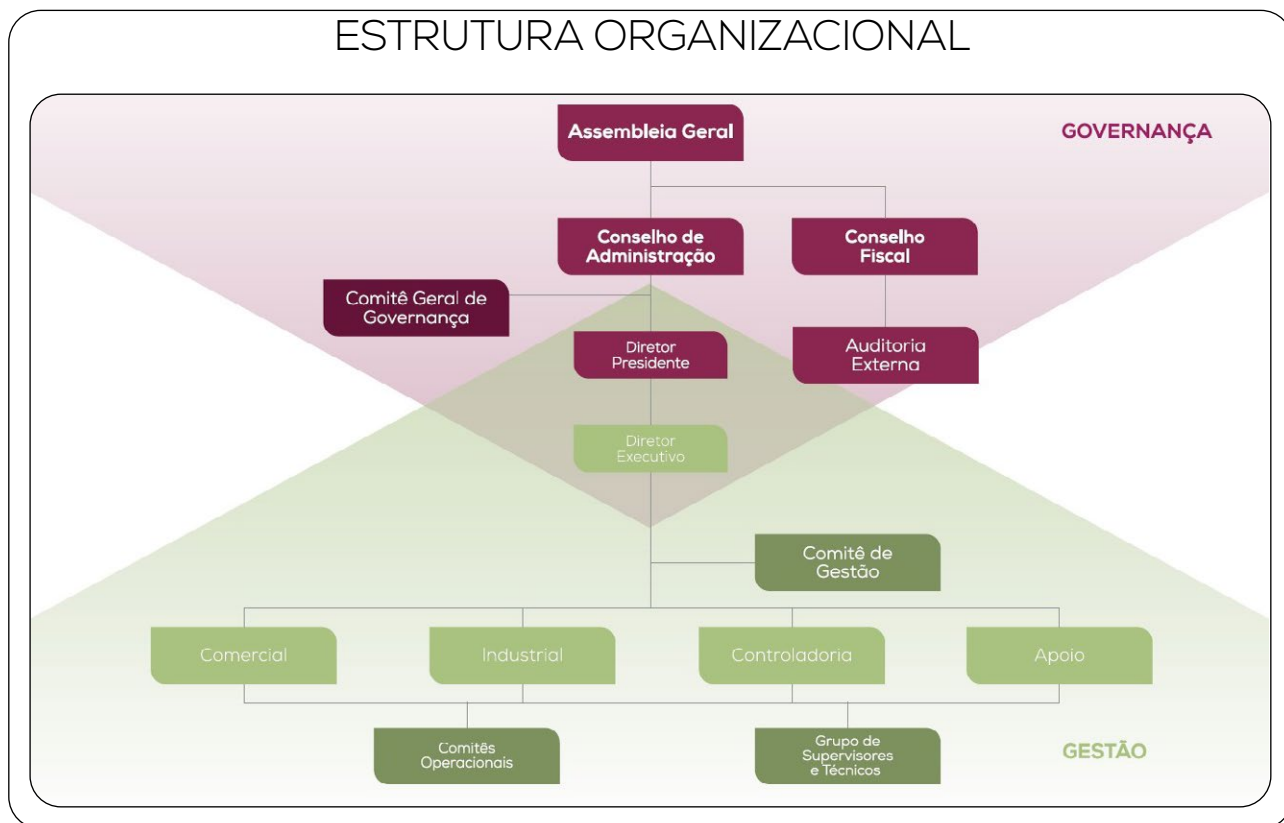 ESTRUTURA ORGANIZACIONAL
Assembleia Geral
GOVERNANÇA
Conselho de
Administração
Conselho
Fiscal
Comitê Geral de
Governança
Diretor
Presidente
Auditoria
Externa
Diretor
Executivo
Comitê de
Gestão
Comercial
Industrial
Controladoria
Apoio
Comitês
Operacionais
Grupo de
Supervisores
e Técnicos
GESTÃO